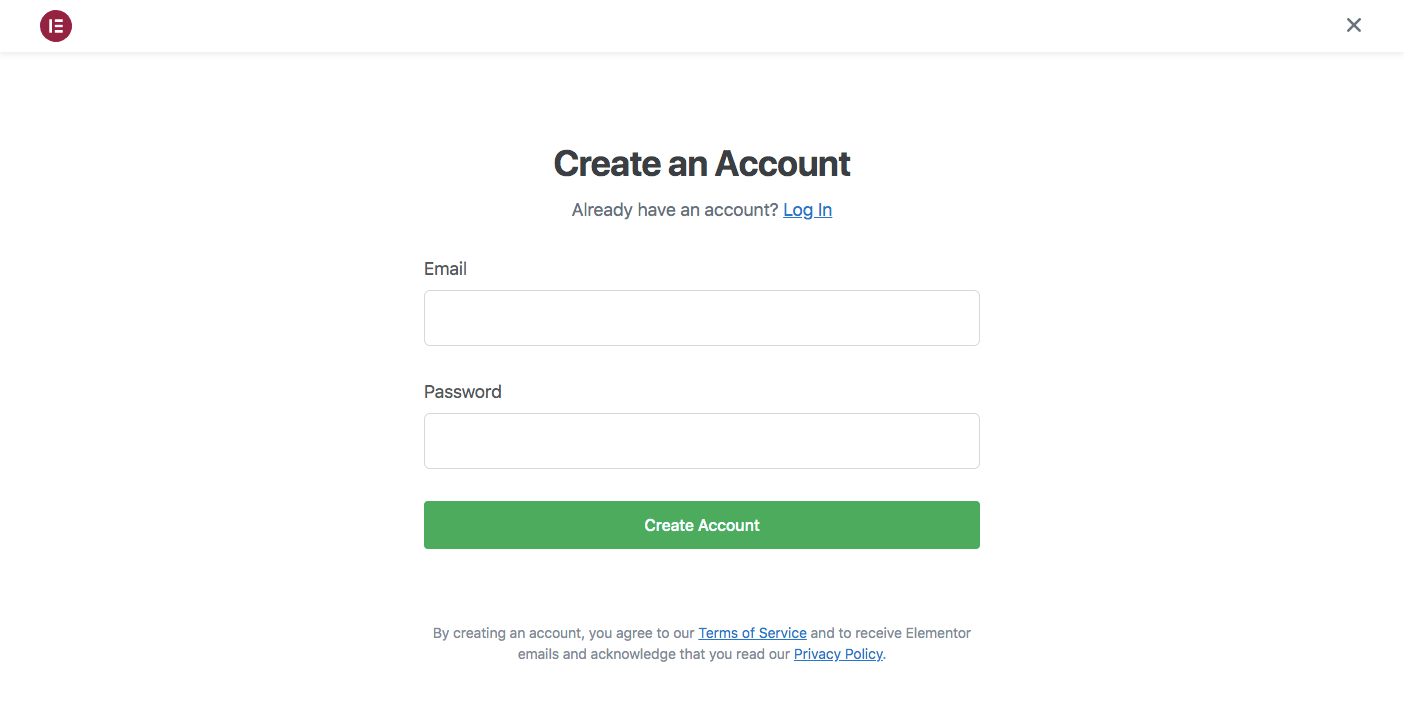 Create an Account
Already have an account? Log In
Email
Password
Create Account
By creating an account, you agree to our Terms of Service and to receive Elementor
emails and acknowledge that you read our Privacy Policy.